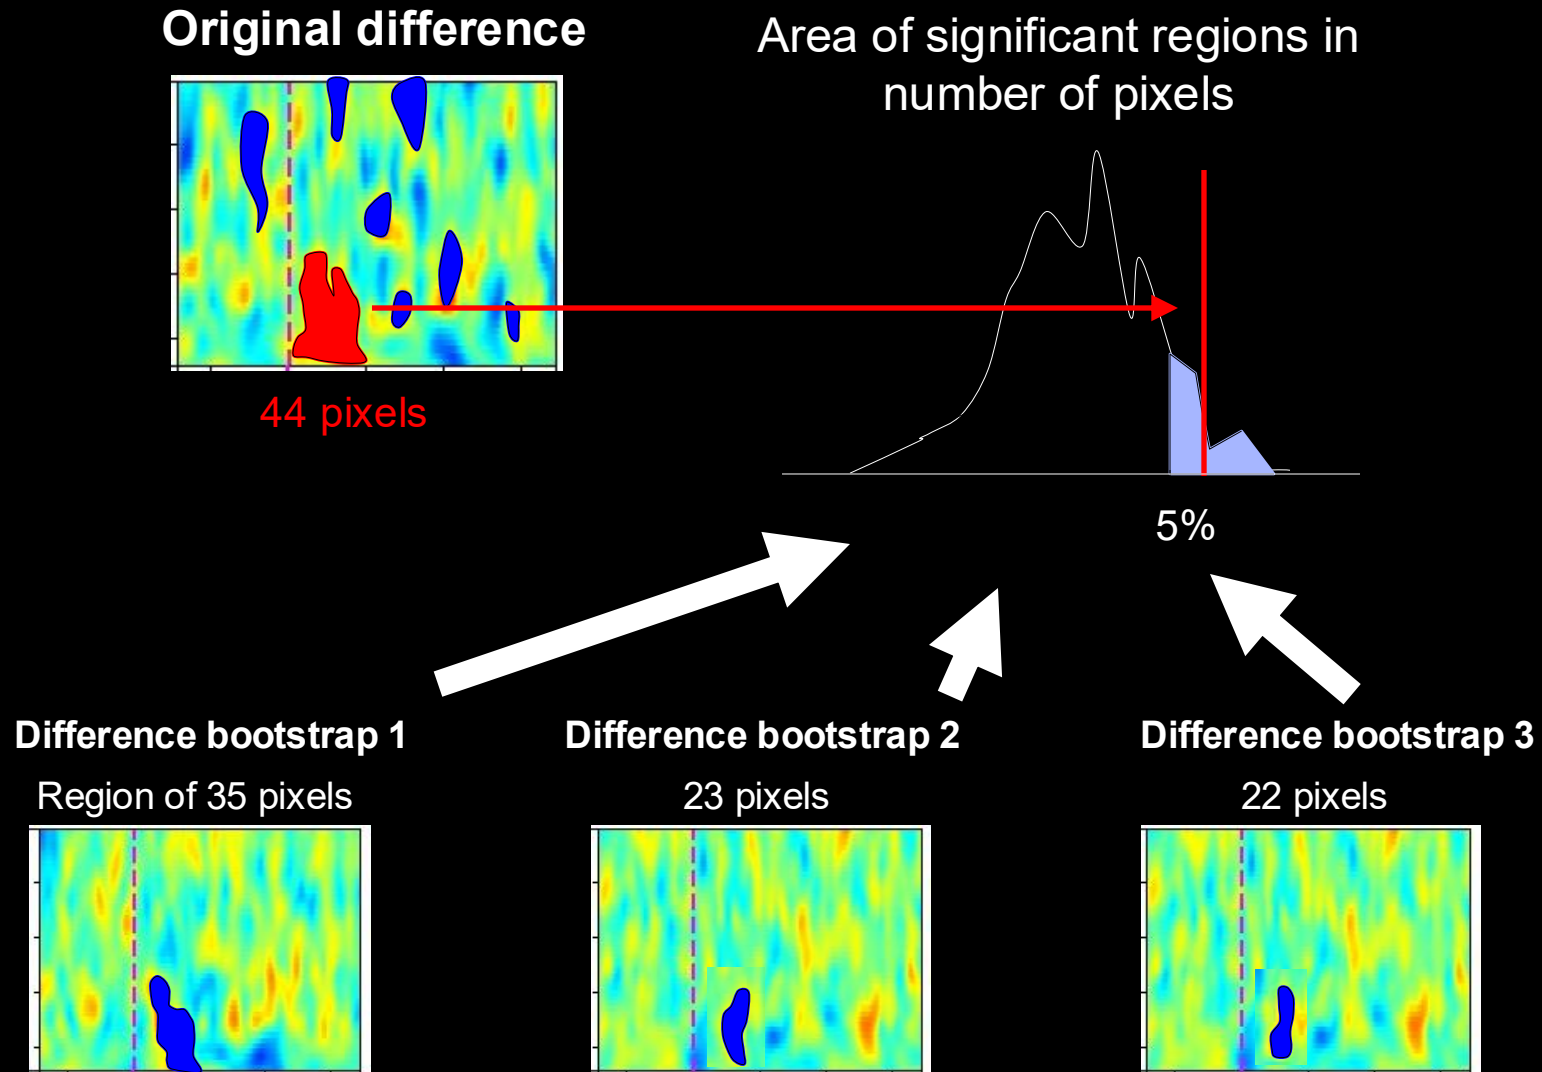 Original difference
Area of significant regions in
number of pixels
44 pixels
5%
Difference bootstrap 1
Difference bootstrap 2
Difference bootstrap 3
Region of 35 pixels
23 pixels
22 pixels